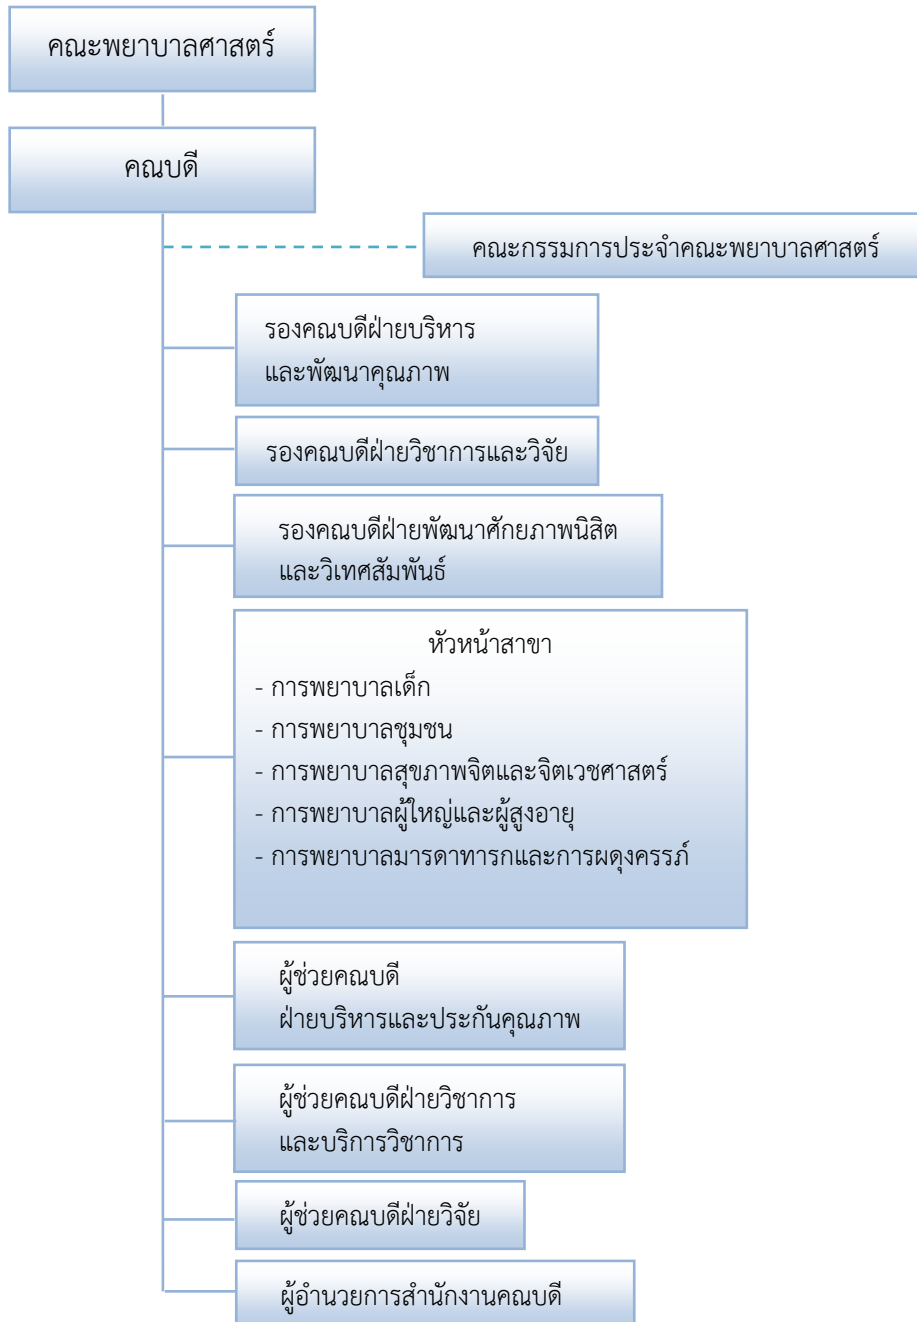 คณะพยาบาลศาสตร์
คณบดี
คณะกรรมการประจำคณะพยาบาลศาสตร์
รองคณบดีฝ่ายบริหาร
และพัฒนาคุณภาพ
รองคณบดีฝ่ายวิชาการและวิจัย
รองคณบดีฝ่ายพัฒนาศักยภาพนิสิต
และวิเทศสัมพันธ์
หัวหน้าสาขา
- การพยาบาลเด็ก
- การพยาบาลชุมชน
- การพยาบาลสุขภาพจิตและจิตเวชศาสตร์
- การพยาบาลผู้ใหญ่และผู้สูงอายุ
- การพยาบาลมารดาทารกและการผดุงครรภ์
ผู้ช่วยคณบดี
ฝ่ายบริหารและประกันคุณภาพ
ผู้ช่วยคณบดีฝ่ายวิชาการ
และบริการวิชาการ
ผู้ช่วยคณบดีฝ่ายวิจัย
ผู้อำนวยการสำนักงานคณบดี